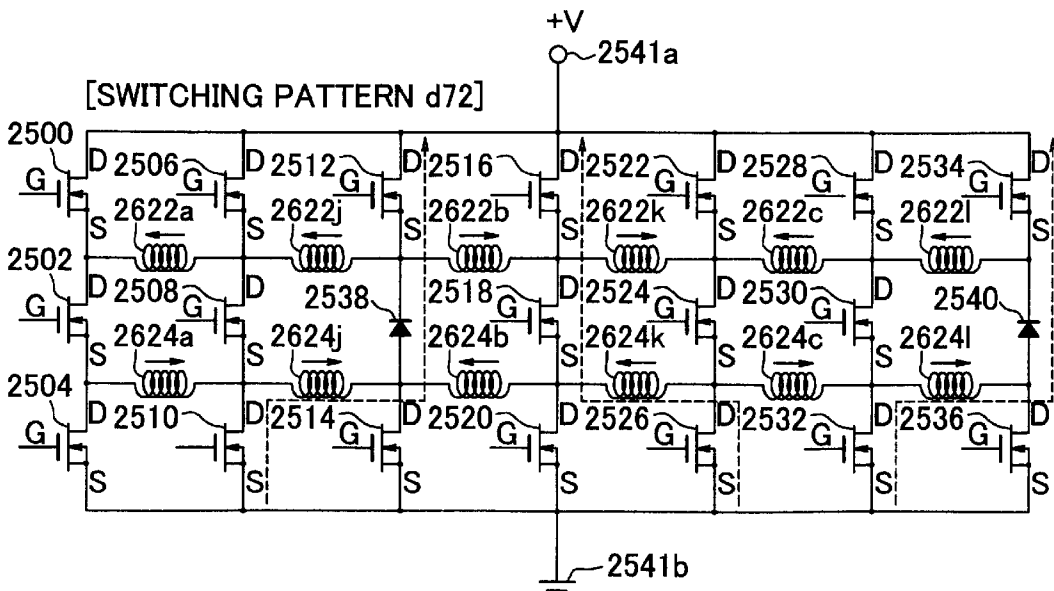 +V
2541a
[SWITCHING PATTERN d72]
2500 D 2506 D 2512 D 2516 D 2522 D 2528 D 2534 D
G G G G G
S S S S S S S
2622a 2622j 2622b 2622k 2622c 2622l
2502 D 2508 D 2538 2518 D 2524 D 2530 D 2540
G G G G G
S S S S S
2624a 2624j 2624b 2624k 2624c 2624l
2504 D 2510 D 2514 D 2520 D 2526 D 2532 D 2536 D
G G G G G G
S S S S S S S
2541b